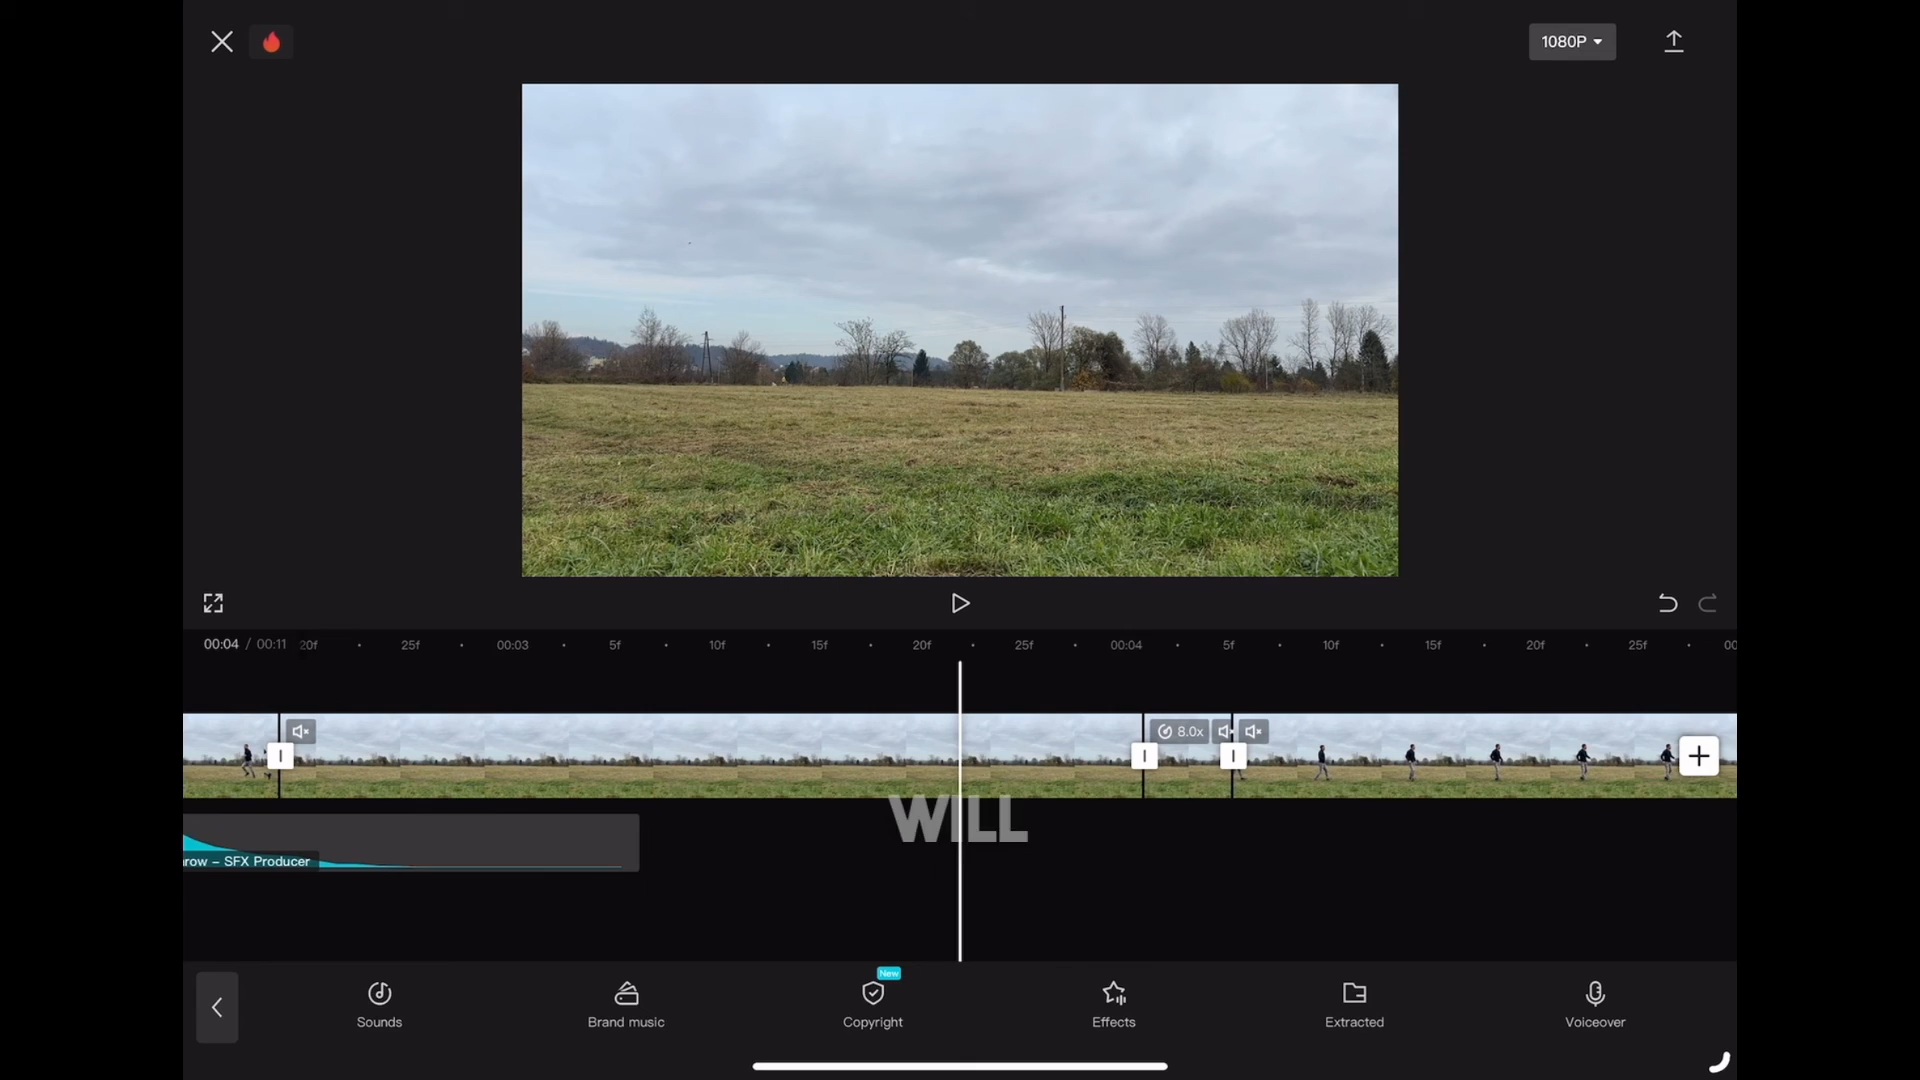 1080P
00:04 / 00:11 20f 25f 00:03 5f 10f 15f 20f 25f 00:04 5f 10f 15f 20f 25f 00
8.0x
WILL
row – SFX Producer
New
Sounds Brand music Copyright Effects Extracted Voiceover